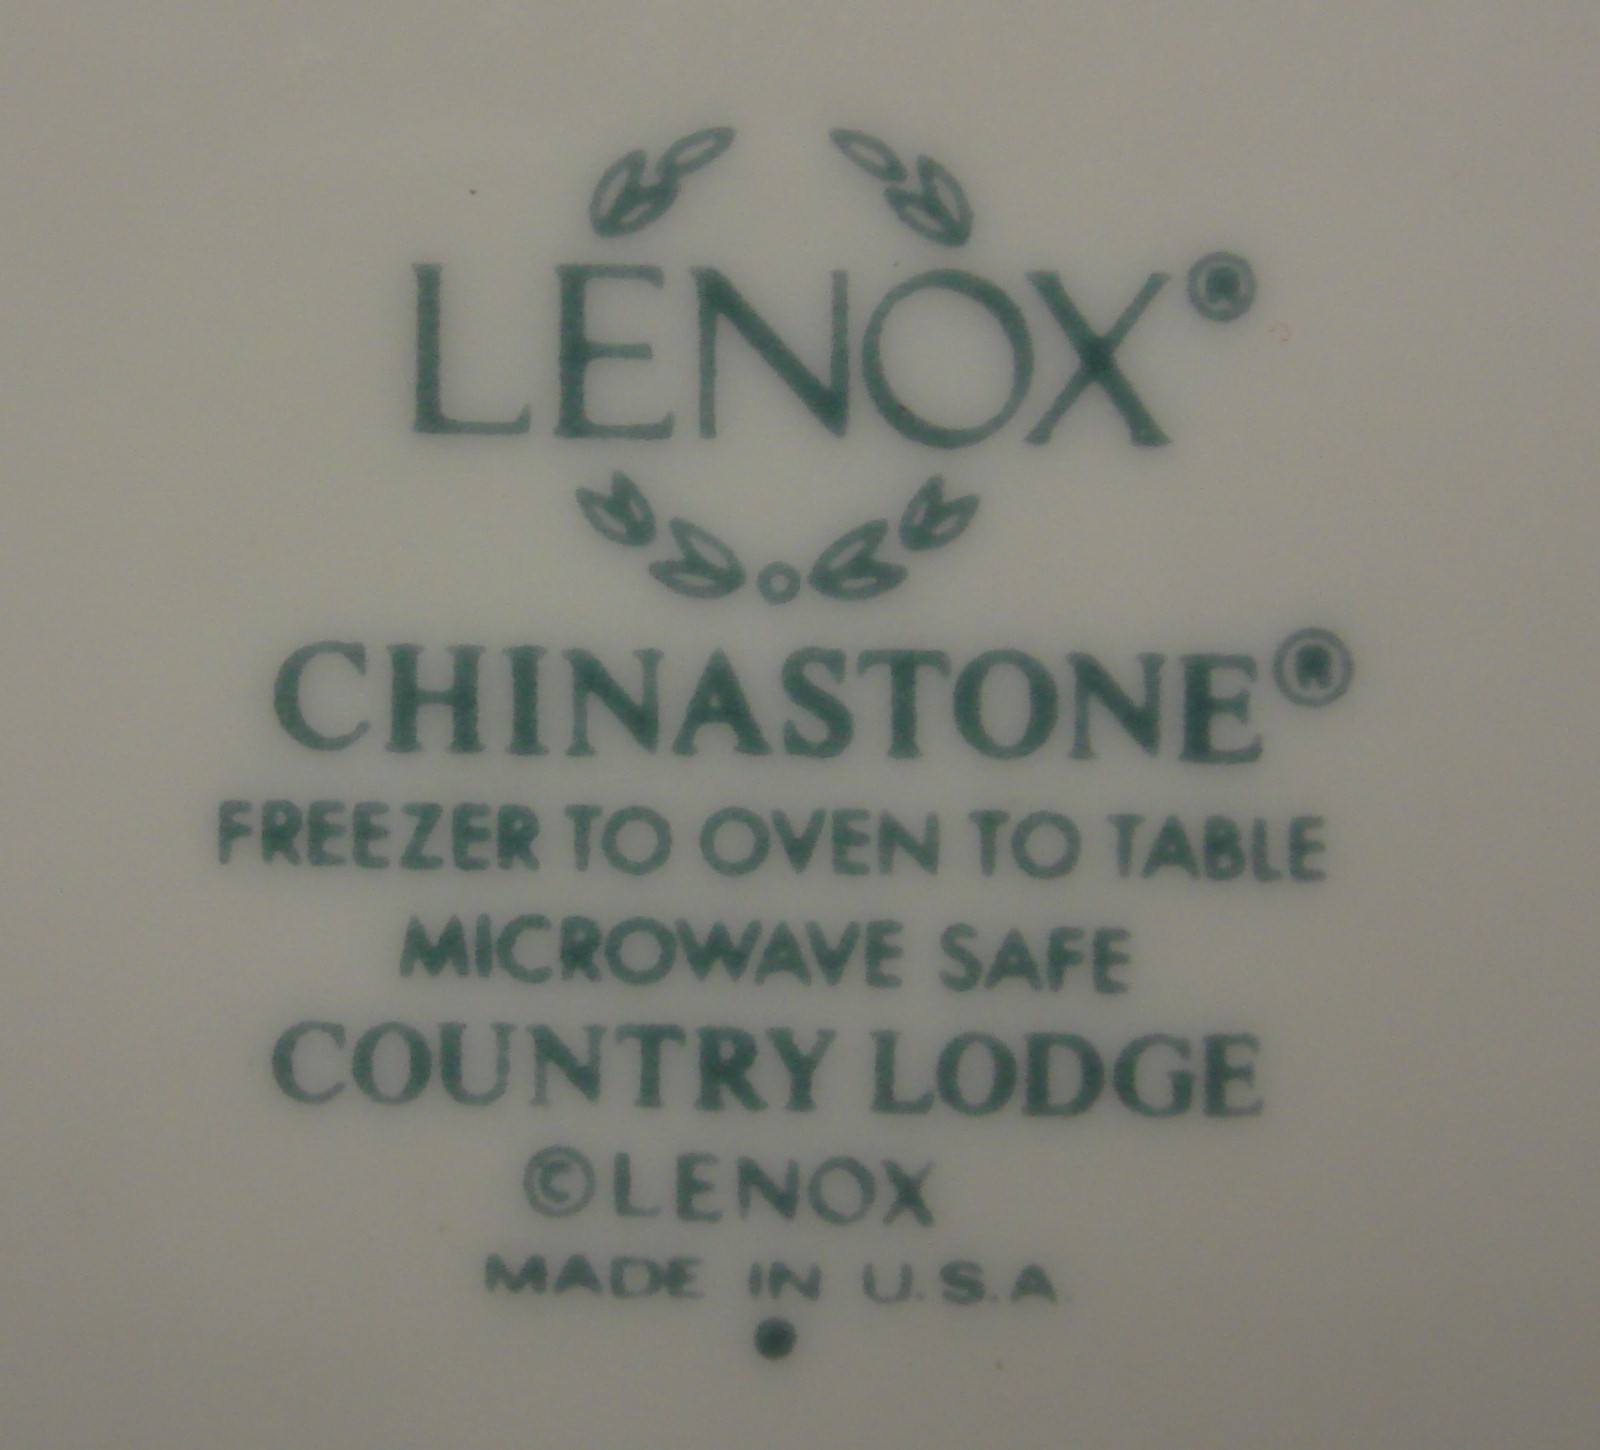 LENOX®
CHINASTONE®
FREEZER TO OVEN TO TABLE
MICROWAVE SAFE
COUNTRY LODGE
©LENOX
MADE IN U.S.A.